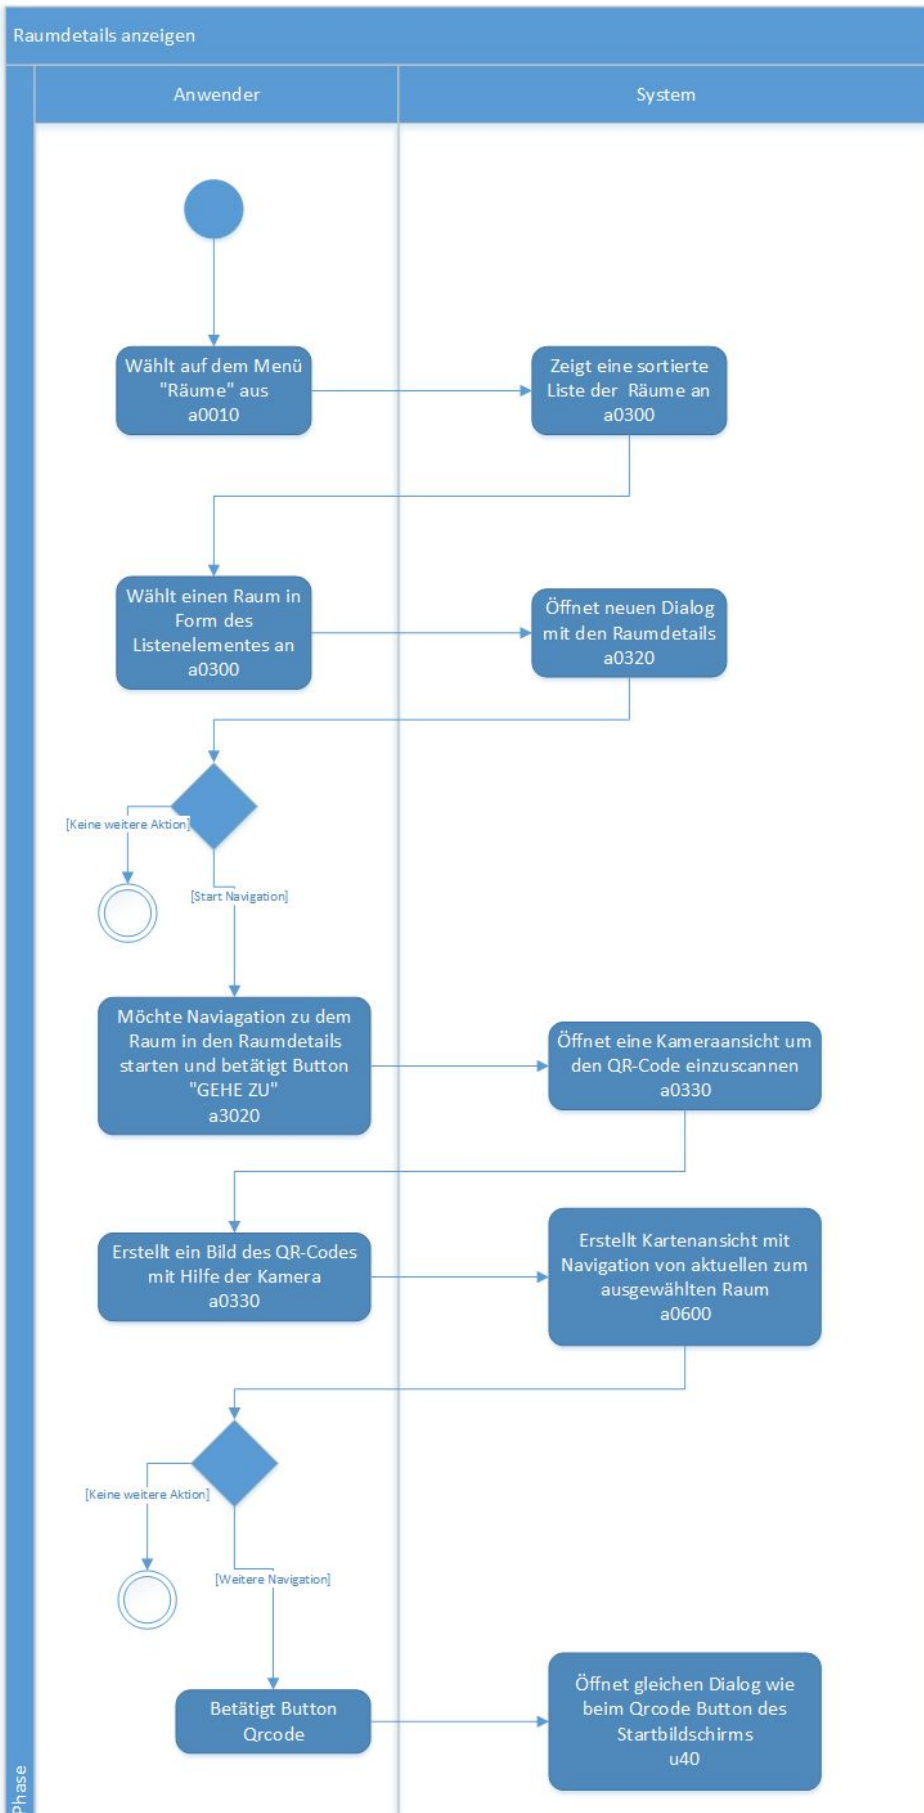 Raumdetails anzeigen
Anwender
System
Wählt auf dem Menü
"Räume" aus
a0010
Zeigt eine sortierte
Liste der Räume an
a0300
Wählt einen Raum in
Form des
Listenelementes an
a0300
Öffnet neuen Dialog
mit den Raumdetails
a0320
[Keine weitere Aktion]
[Start Navigation]
Möchte Naviagation zu dem
Raum in den Raumdetails
starten und betätigt Button
"GEHE ZU"
a3020
Öffnet eine Kameraansicht um
den QR-Code einzuscannen
a0330
Erstellt ein Bild des QR-Codes
mit Hilfe der Kamera
a0330
Erstellt Kartenansicht mit
Navigation von aktuellen zum
ausgewählten Raum
a0600
[Keine weitere Aktion]
[Weitere Navigation]
Betätigt Button
Qrcode
Öffnet gleichen Dialog wie
beim Qrcode Button des
Startbildschirms
u40
Phase